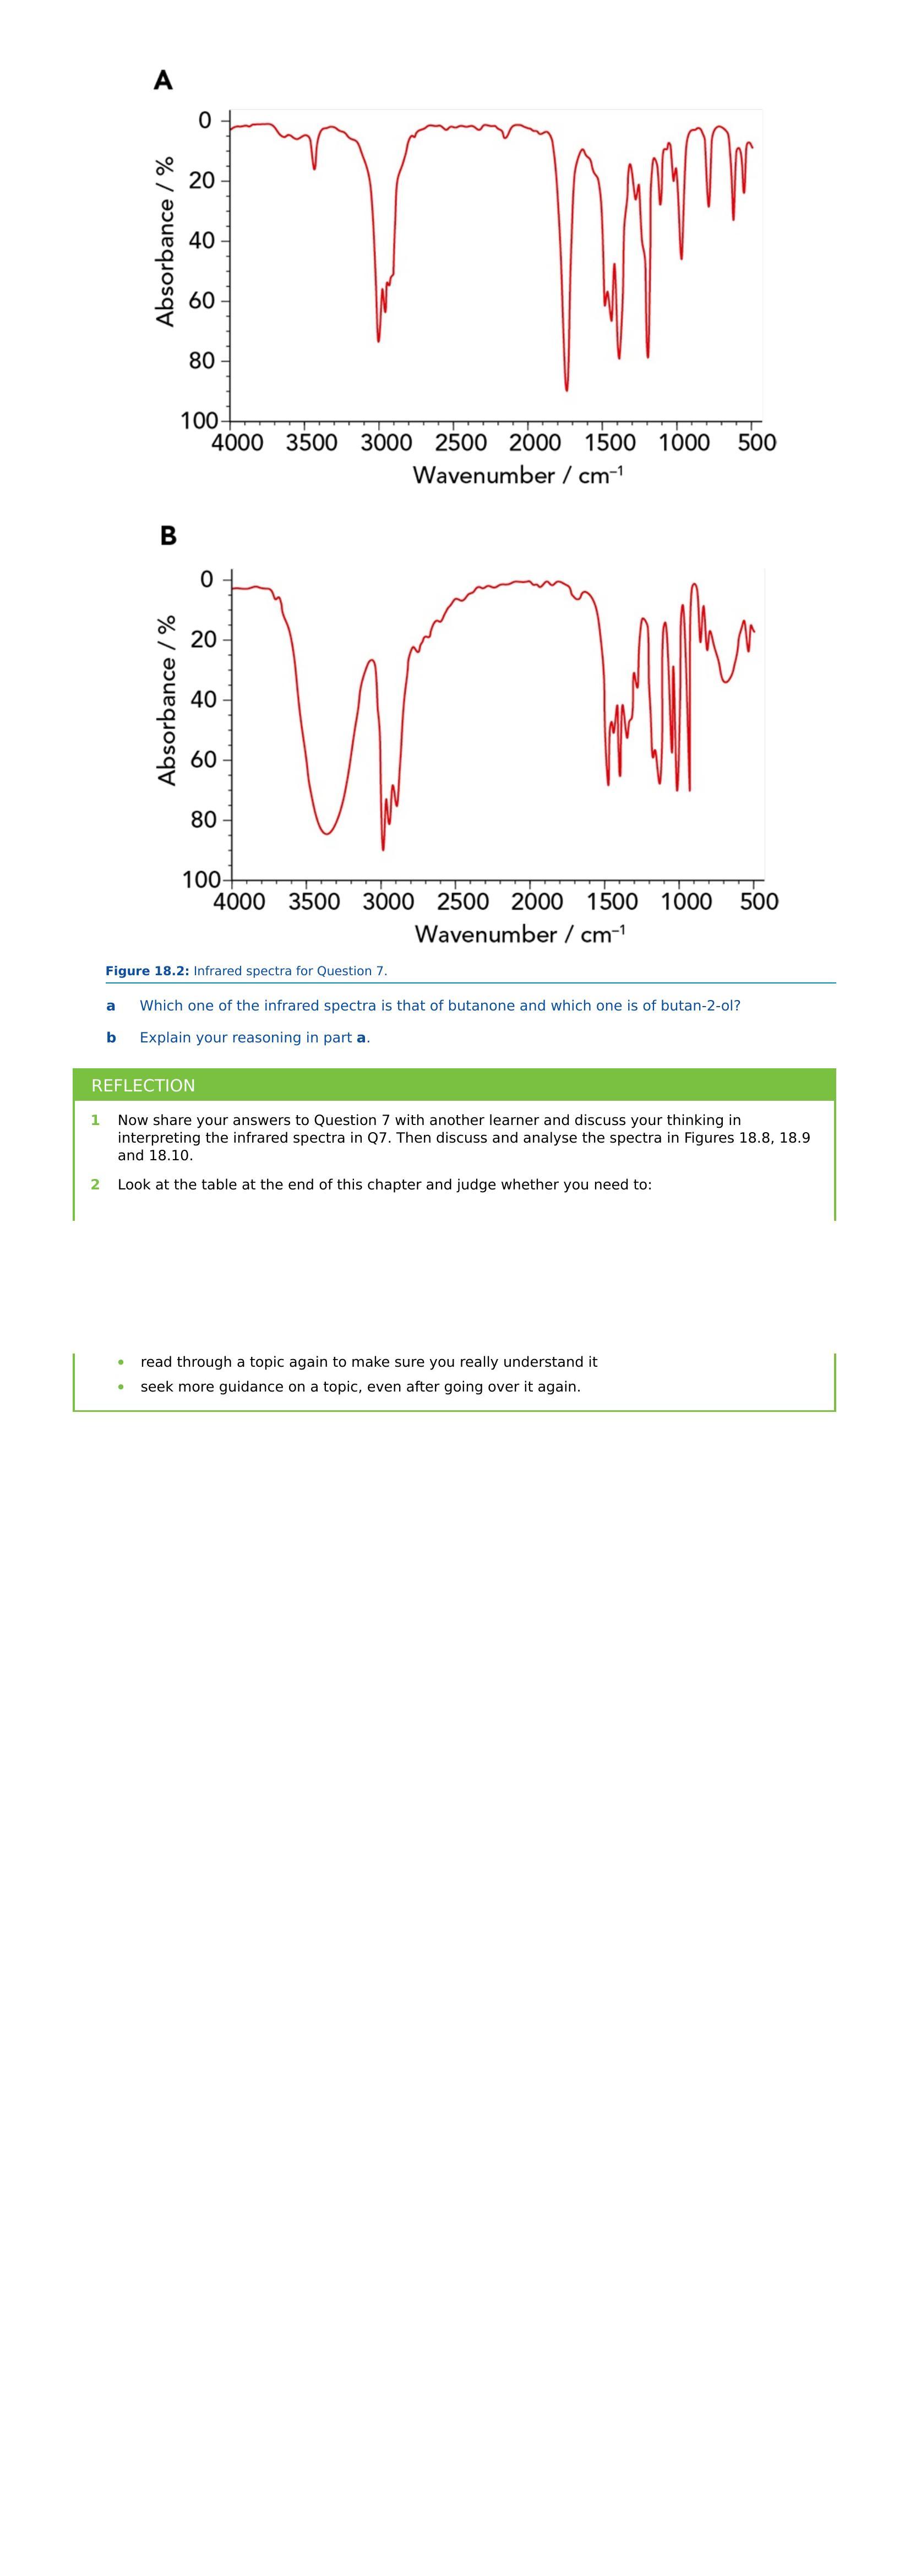 A
0
20
40
60
80
100
Absorbance / %
4000 3500 3000 2500 2000 1500 1000 500
Wavenumber / cm⁻¹
B
0
20
40
60
80
100
Absorbance / %
4000 3500 3000 2500 2000 1500 1000 500
Wavenumber / cm⁻¹
Figure 18.2: Infrared spectra for Question 7.
a Which one of the infrared spectra is that of butanone and which one is of butan-2-ol?
b Explain your reasoning in part a.
REFLECTION
1 Now share your answers to Question 7 with another learner and discuss your thinking in
interpreting the infrared spectra in Q7. Then discuss and analyse the spectra in Figures 18.8, 18.9
and 18.10.
2 Look at the table at the end of this chapter and judge whether you need to:
• read through a topic again to make sure you really understand it
• seek more guidance on a topic, even after going over it again.